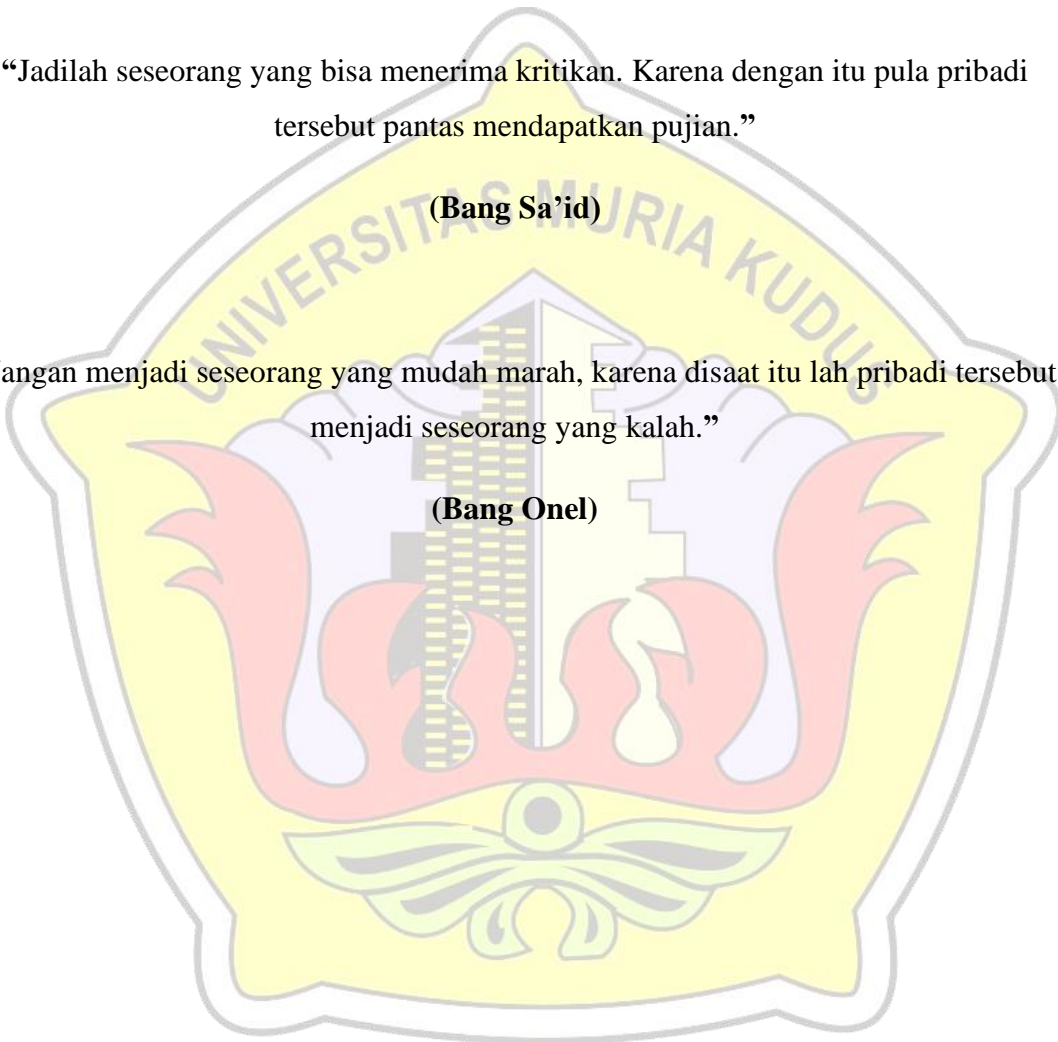 “Jadilah seseorang yang bisa menerima kritikan. Karena dengan itu pula pribadi
tersebut pantas mendapatkan pujian.”
(Bang Sa’id)
UNIVERSITAS MURIA KUDUS
Jangan menjadi seseorang yang mudah marah, karena disaat itu lah pribadi tersebut
menjadi seseorang yang kalah.”
(Bang Onel)